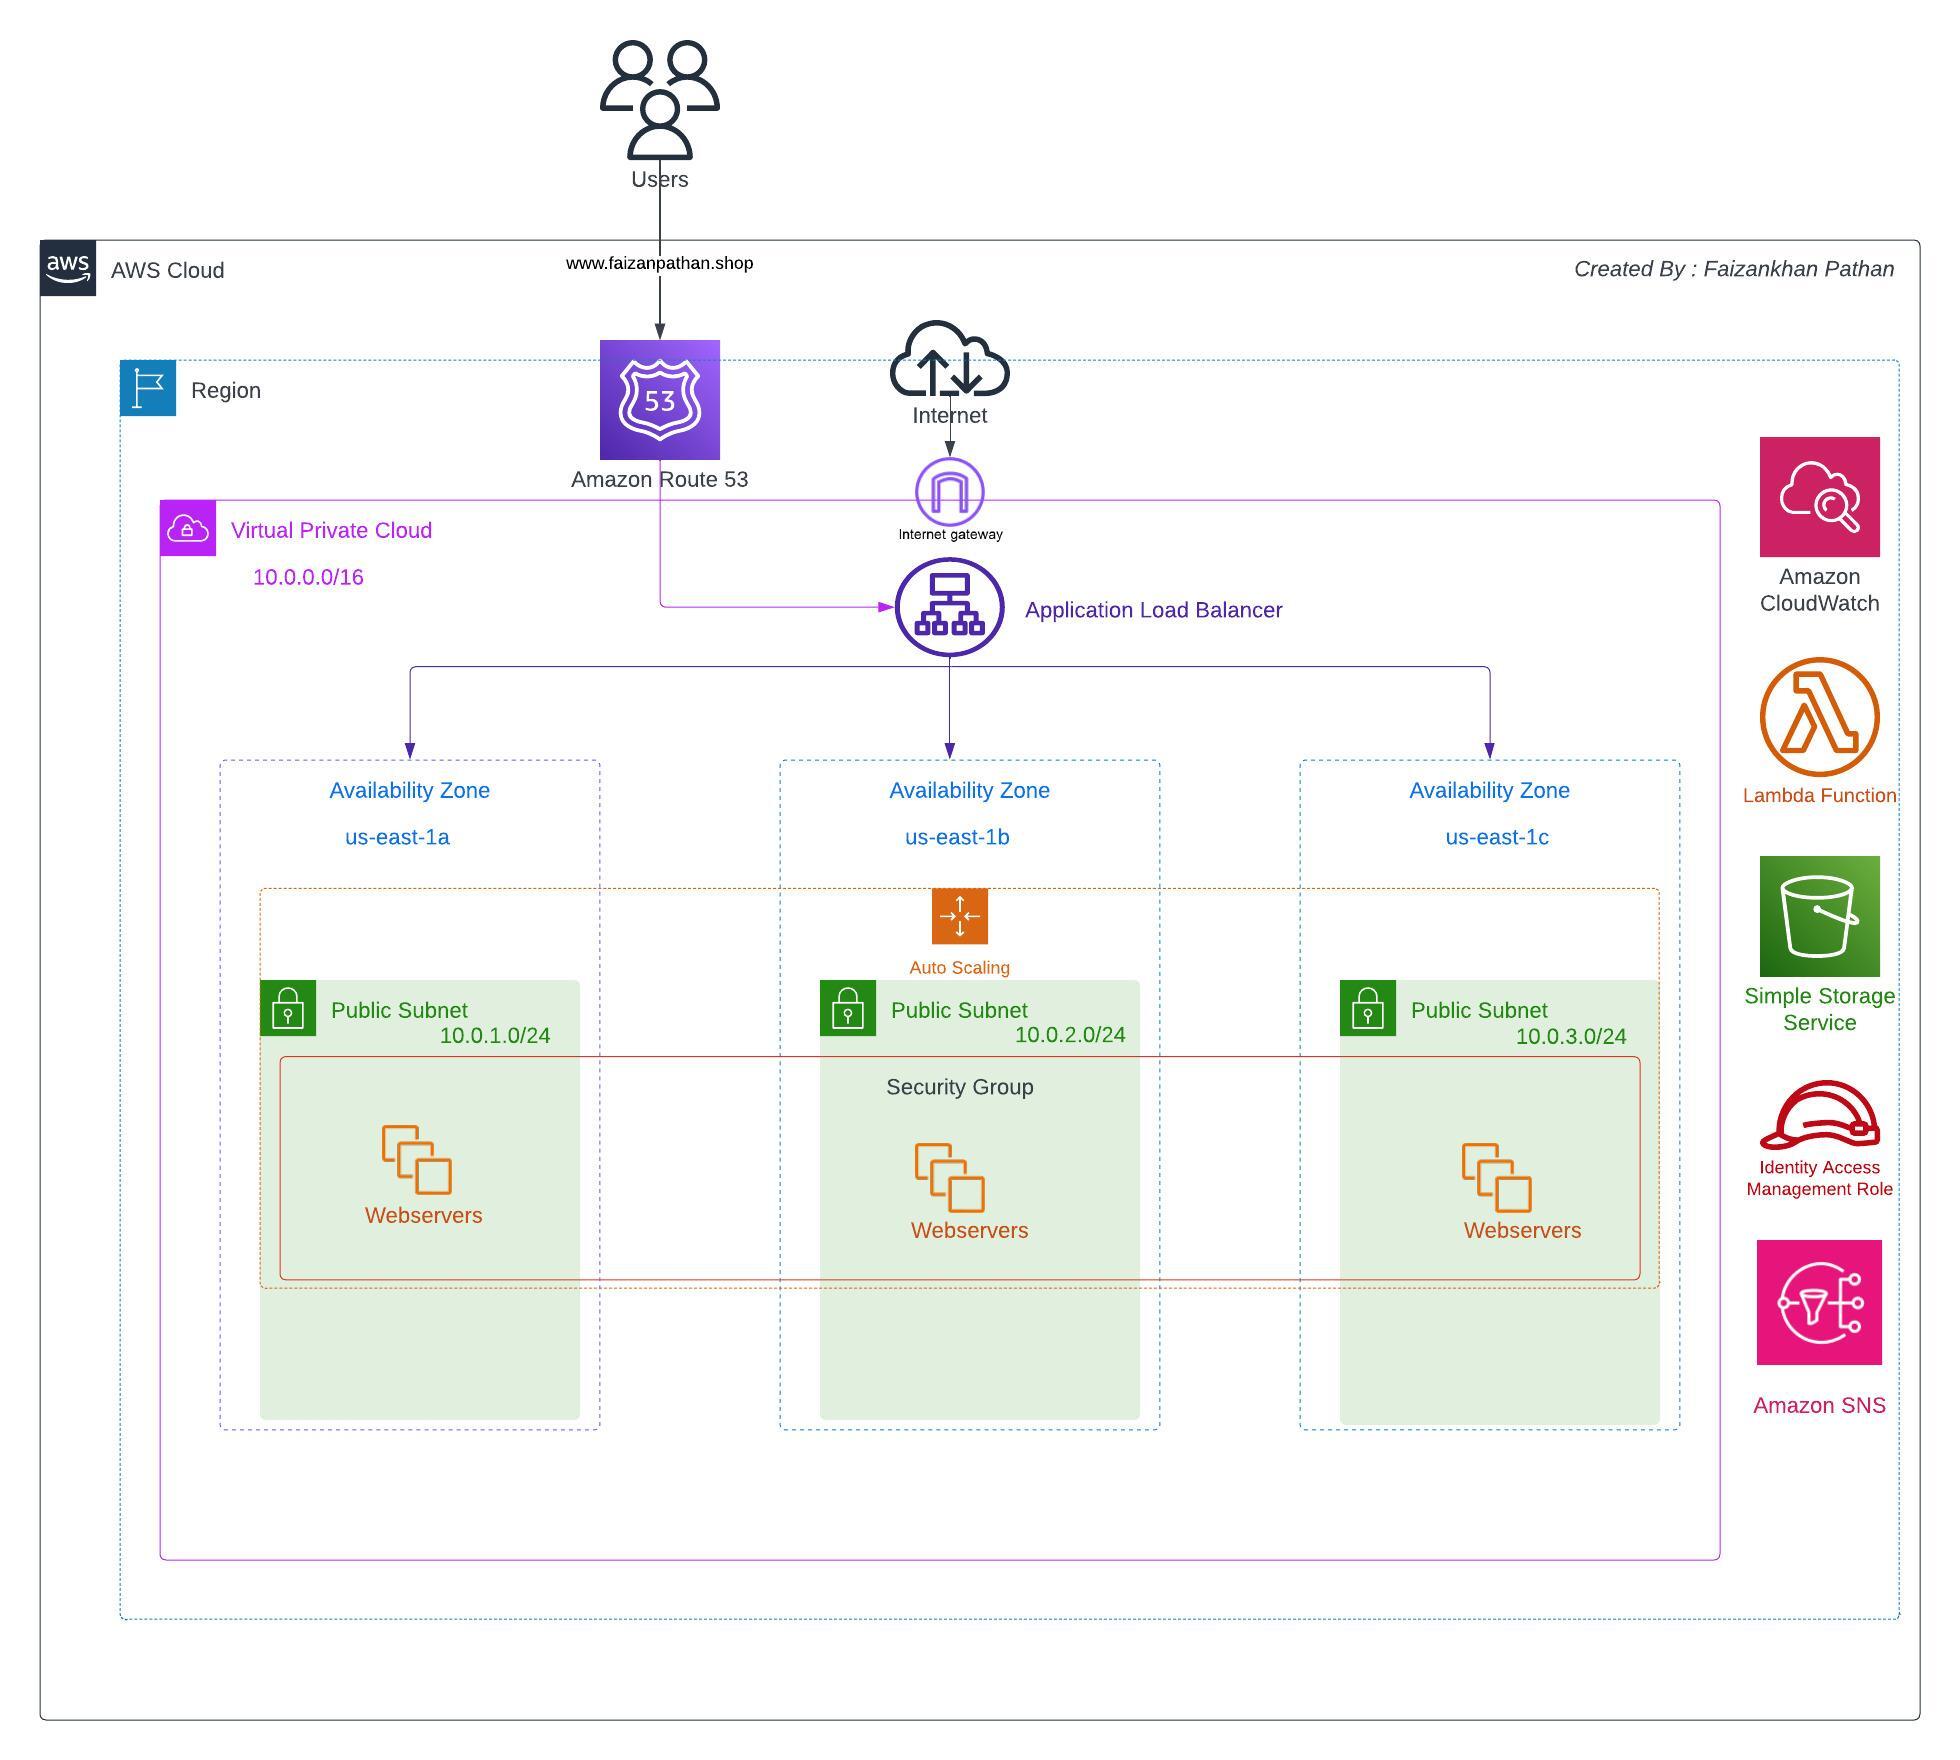 Users
www.faizanpathan.shop
aws
AWS Cloud
Created By : Faizankhan Pathan
Region
53
Amazon Route 53
Internet
Internet gateway
Virtual Private Cloud
10.0.0.0/16
Application Load Balancer
Amazon
CloudWatch
Lambda Function
Simple Storage
Service
Identity Access
Management Role
Amazon SNS
Availability Zone
us-east-1a
Availability Zone
us-east-1b
Availability Zone
us-east-1c
Auto Scaling
Public Subnet
10.0.1.0/24
Public Subnet
10.0.2.0/24
Public Subnet
10.0.3.0/24
Security Group
Webservers
Webservers
Webservers